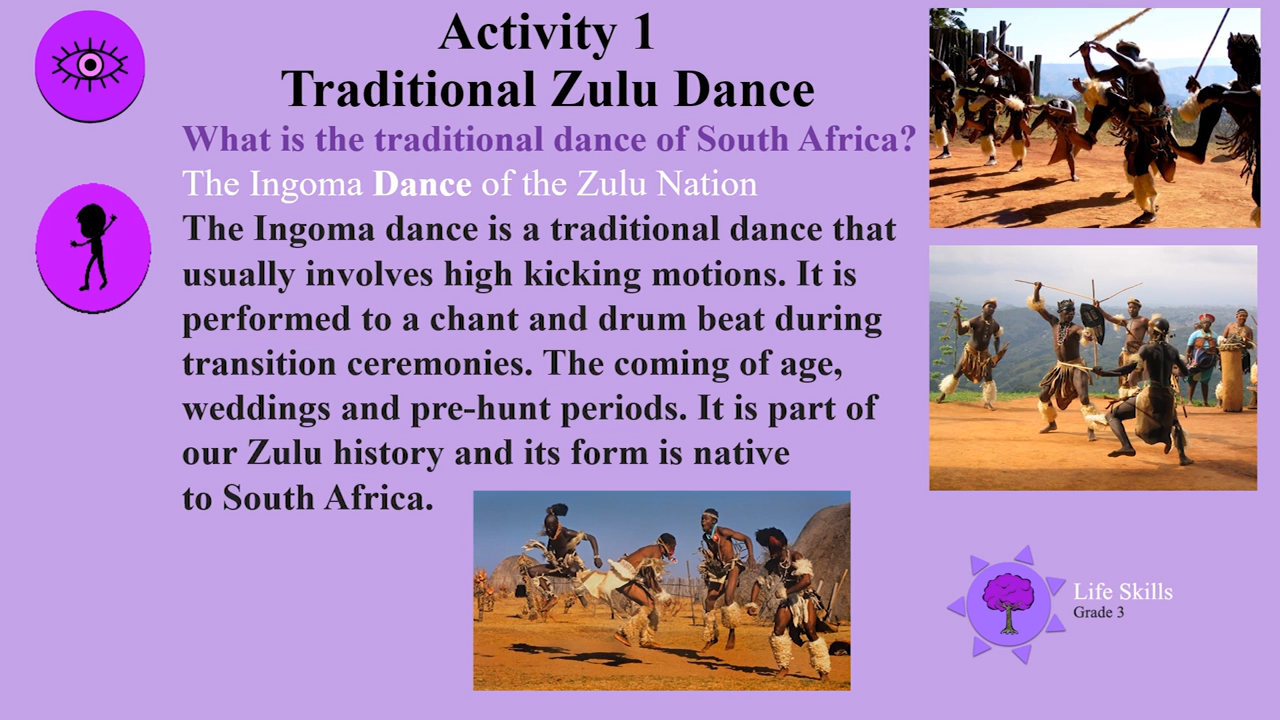 Activity 1
Traditional Zulu Dance
What is the traditional dance of South Africa?
The Ingoma Dance of the Zulu Nation
The Ingoma dance is a traditional dance that
usually involves high kicking motions. It is
performed to a chant and drum beat during
transition ceremonies. The coming of age,
weddings and pre-hunt periods. It is part of
our Zulu history and its form is native
to South Africa.
Life Skills
Grade 3